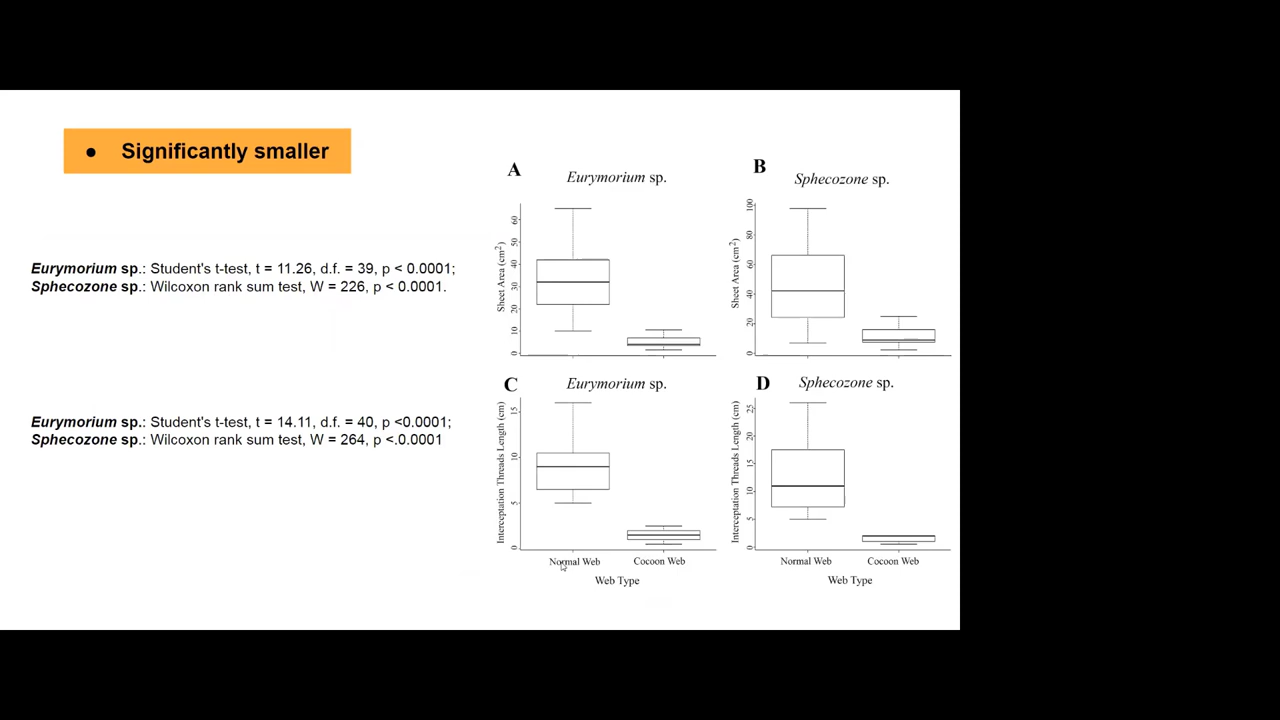 • Significantly smaller
Eurymorium sp.: Student's t-test, t = 11.26, d.f. = 39, p < 0.0001;
Sphecozone sp.: Wilcoxon rank sum test, W = 226, p < 0.0001.
Eurymorium sp.: Student's t-test, t = 14.11, d.f. = 40, p <0.0001;
Sphecozone sp.: Wilcoxon rank sum test, W = 264, p <.0.0001
A
Eurymorium sp.
Sheet Area (cm²)
0 10 20 30 40 50 60
B
Sphecozone sp.
Sheet Area (cm²)
0 20 40 60 80 100
C
Eurymorium sp.
Interceptation Threads Length (cm)
0 5 10 15
Normal Web Cocoon Web
Web Type
D
Sphecozone sp.
Interceptation Threads Length (cm)
0 5 10 15 20 25
Normal Web Cocoon Web
Web Type